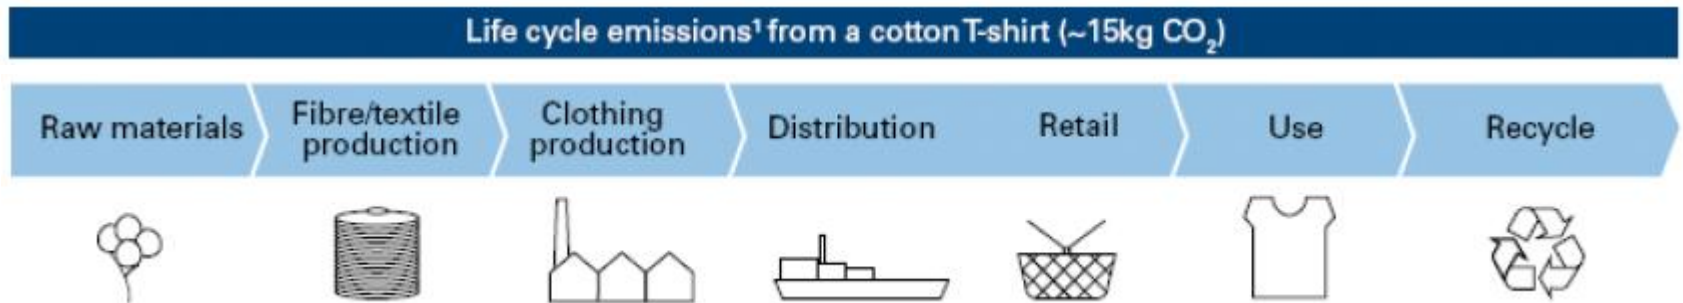 Life cycle emissions¹ from a cotton T-shirt (~15kg CO₂)
Raw materials
Fibre/textile
production
Clothing
production
Distribution
Retail
Use
Recycle